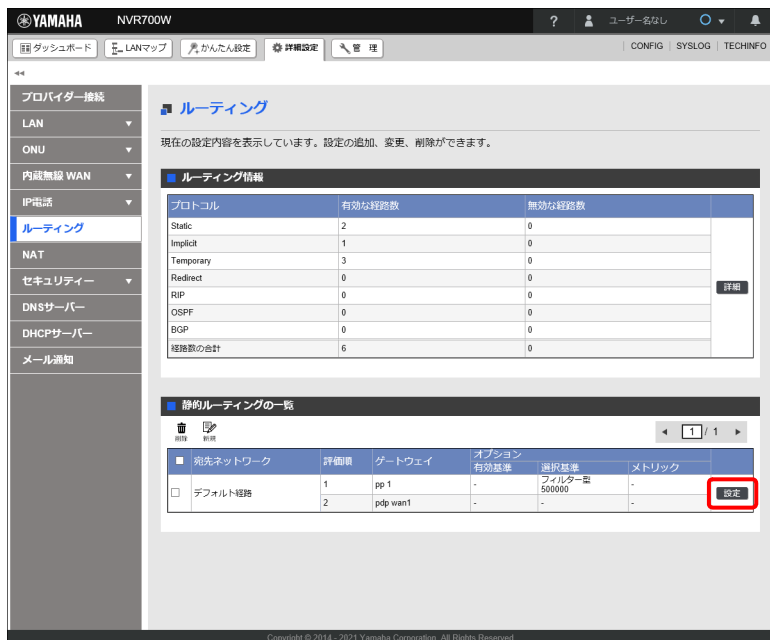 YAMAHA NVR700W ? ユーザー名なし
ダッシュボード LANマップ かんたん設定 詳細設定 管 理 CONFIG SYSLOG TECHINFO
プロバイダー接続
LAN
ONU
内蔵無線 WAN
IP電話
ルーティング
NAT
セキュリティー
DNSサーバー
DHCPサーバー
メール通知
ルーティング
現在の設定内容を表示しています。設定の追加、変更、削除ができます。
ルーティング情報
プロトコル 有効な経路数 無効な経路数
Static 2 0
Implicit 1 0
Temporary 3 0
Redirect 0 0
詳細
RIP 0 0
OSPF 0 0
BGP 0 0
経路数の合計 6 0
静的ルーティングの一覧
削除 新規
1 / 1
宛先ネットワーク 評価順 ゲートウェイ オプション
有効基準 選択基準 メトリック
デフォルト経路 1 pp 1 - フィルター型 500000 -
2 pdp wan1 - - -
設定
Copyright © 2014 - 2021 Yamaha Corporation. All Rights Reserved.